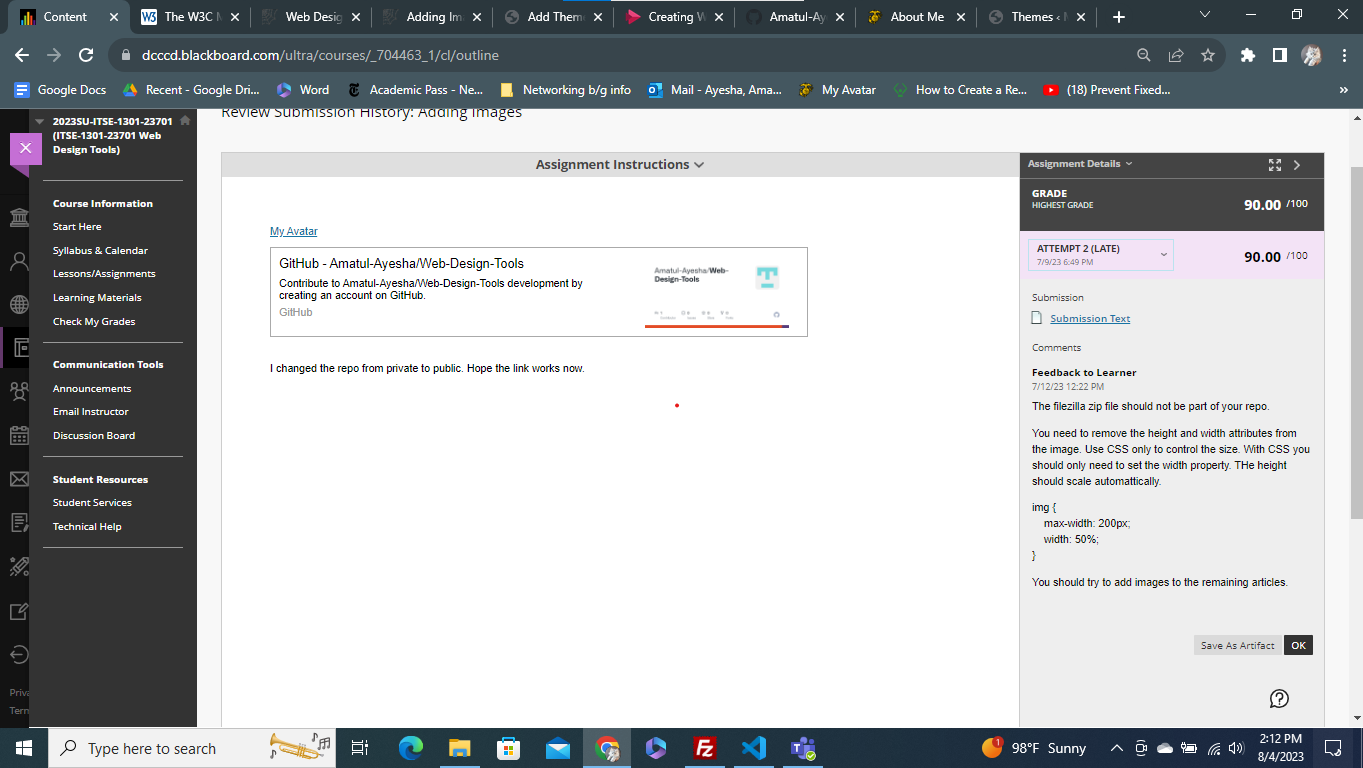 Content
The W3C M
Web Desig
Adding Im
Add Them
Creating W
Amatul-Ay
About Me
Themes ‹
dcccd.blackboard.com/ultra/courses/_704463_1/cl/outline
Google Docs
Recent - Google Dri...
Word
Academic Pass - Ne...
Networking b/g info
Mail - Ayesha, Ama...
My Avatar
How to Create a Re...
(18) Prevent Fixed...
»
2023SU-ITSE-1301-23701
(ITSE-1301-23701 Web
Design Tools)
Course Information
Start Here
Syllabus & Calendar
Lessons/Assignments
Learning Materials
Check My Grades
Communication Tools
Announcements
Email Instructor
Discussion Board
Student Resources
Student Services
Technical Help
Priva
Term
Review Submission History: Adding Images
Assignment Instructions
My Avatar
GitHub - Amatul-Ayesha/Web-Design-Tools
Contribute to Amatul-Ayesha/Web-Design-Tools development by
creating an account on GitHub.
GitHub
Amatul-Ayesha/Web-
Design-Tools
I changed the repo from private to public. Hope the link works now.
Assignment Details
GRADE
HIGHEST GRADE
90.00 /100
ATTEMPT 2 (LATE)
7/9/23 6:49 PM
90.00 /100
Submission
Submission Text
Comments
Feedback to Learner
7/12/23 12:22 PM
The filezilla zip file should not be part of your repo.
You need to remove the height and width attributes from
the image. Use CSS only to control the size. With CSS you
should only need to set the width property. THe height
should scale automattically.
img {
max-width: 200px;
width: 50%;
}
You should try to add images to the remaining articles.
Save As Artifact
OK
Type here to search
98°F Sunny
2:12 PM
8/4/2023